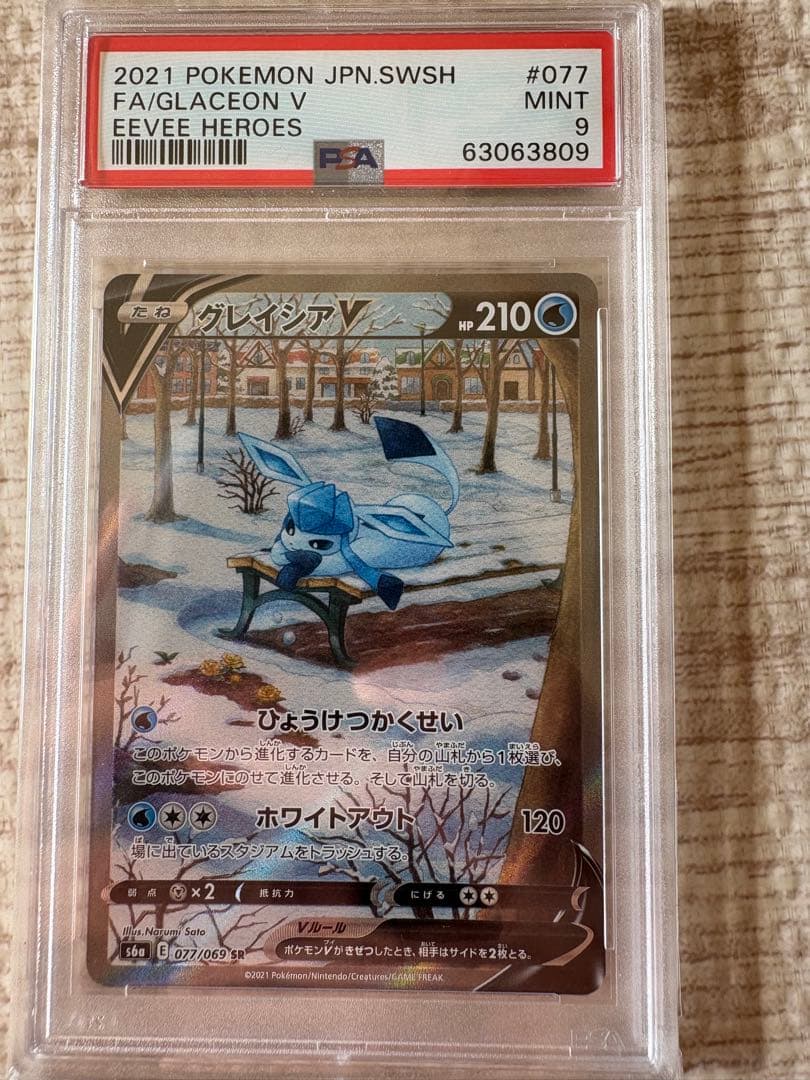 2021 POKEMON JPN.SWSH #077
FA/GLACEON V MINT
EEVEE HEROES 9
PSA 63063809
たね グレイシアV HP 210
ひょうけつかくせい
このポケモンから進化するカードを、自分の山札から1枚選び、
このポケモンにのせて進化させる。そして山札を切る。
ホワイトアウト 120
場に出ているスタジアムをトラッシュする。
弱点 ×2 抵抗力 にげる
Vルール
ポケモンVがきぜつしたとき、相手はサイドを2枚とる。
Illus.Narumi Sato
s6a E 077/069 SR
©2021 Pokémon/Nintendo/Creatures/GAME FREAK